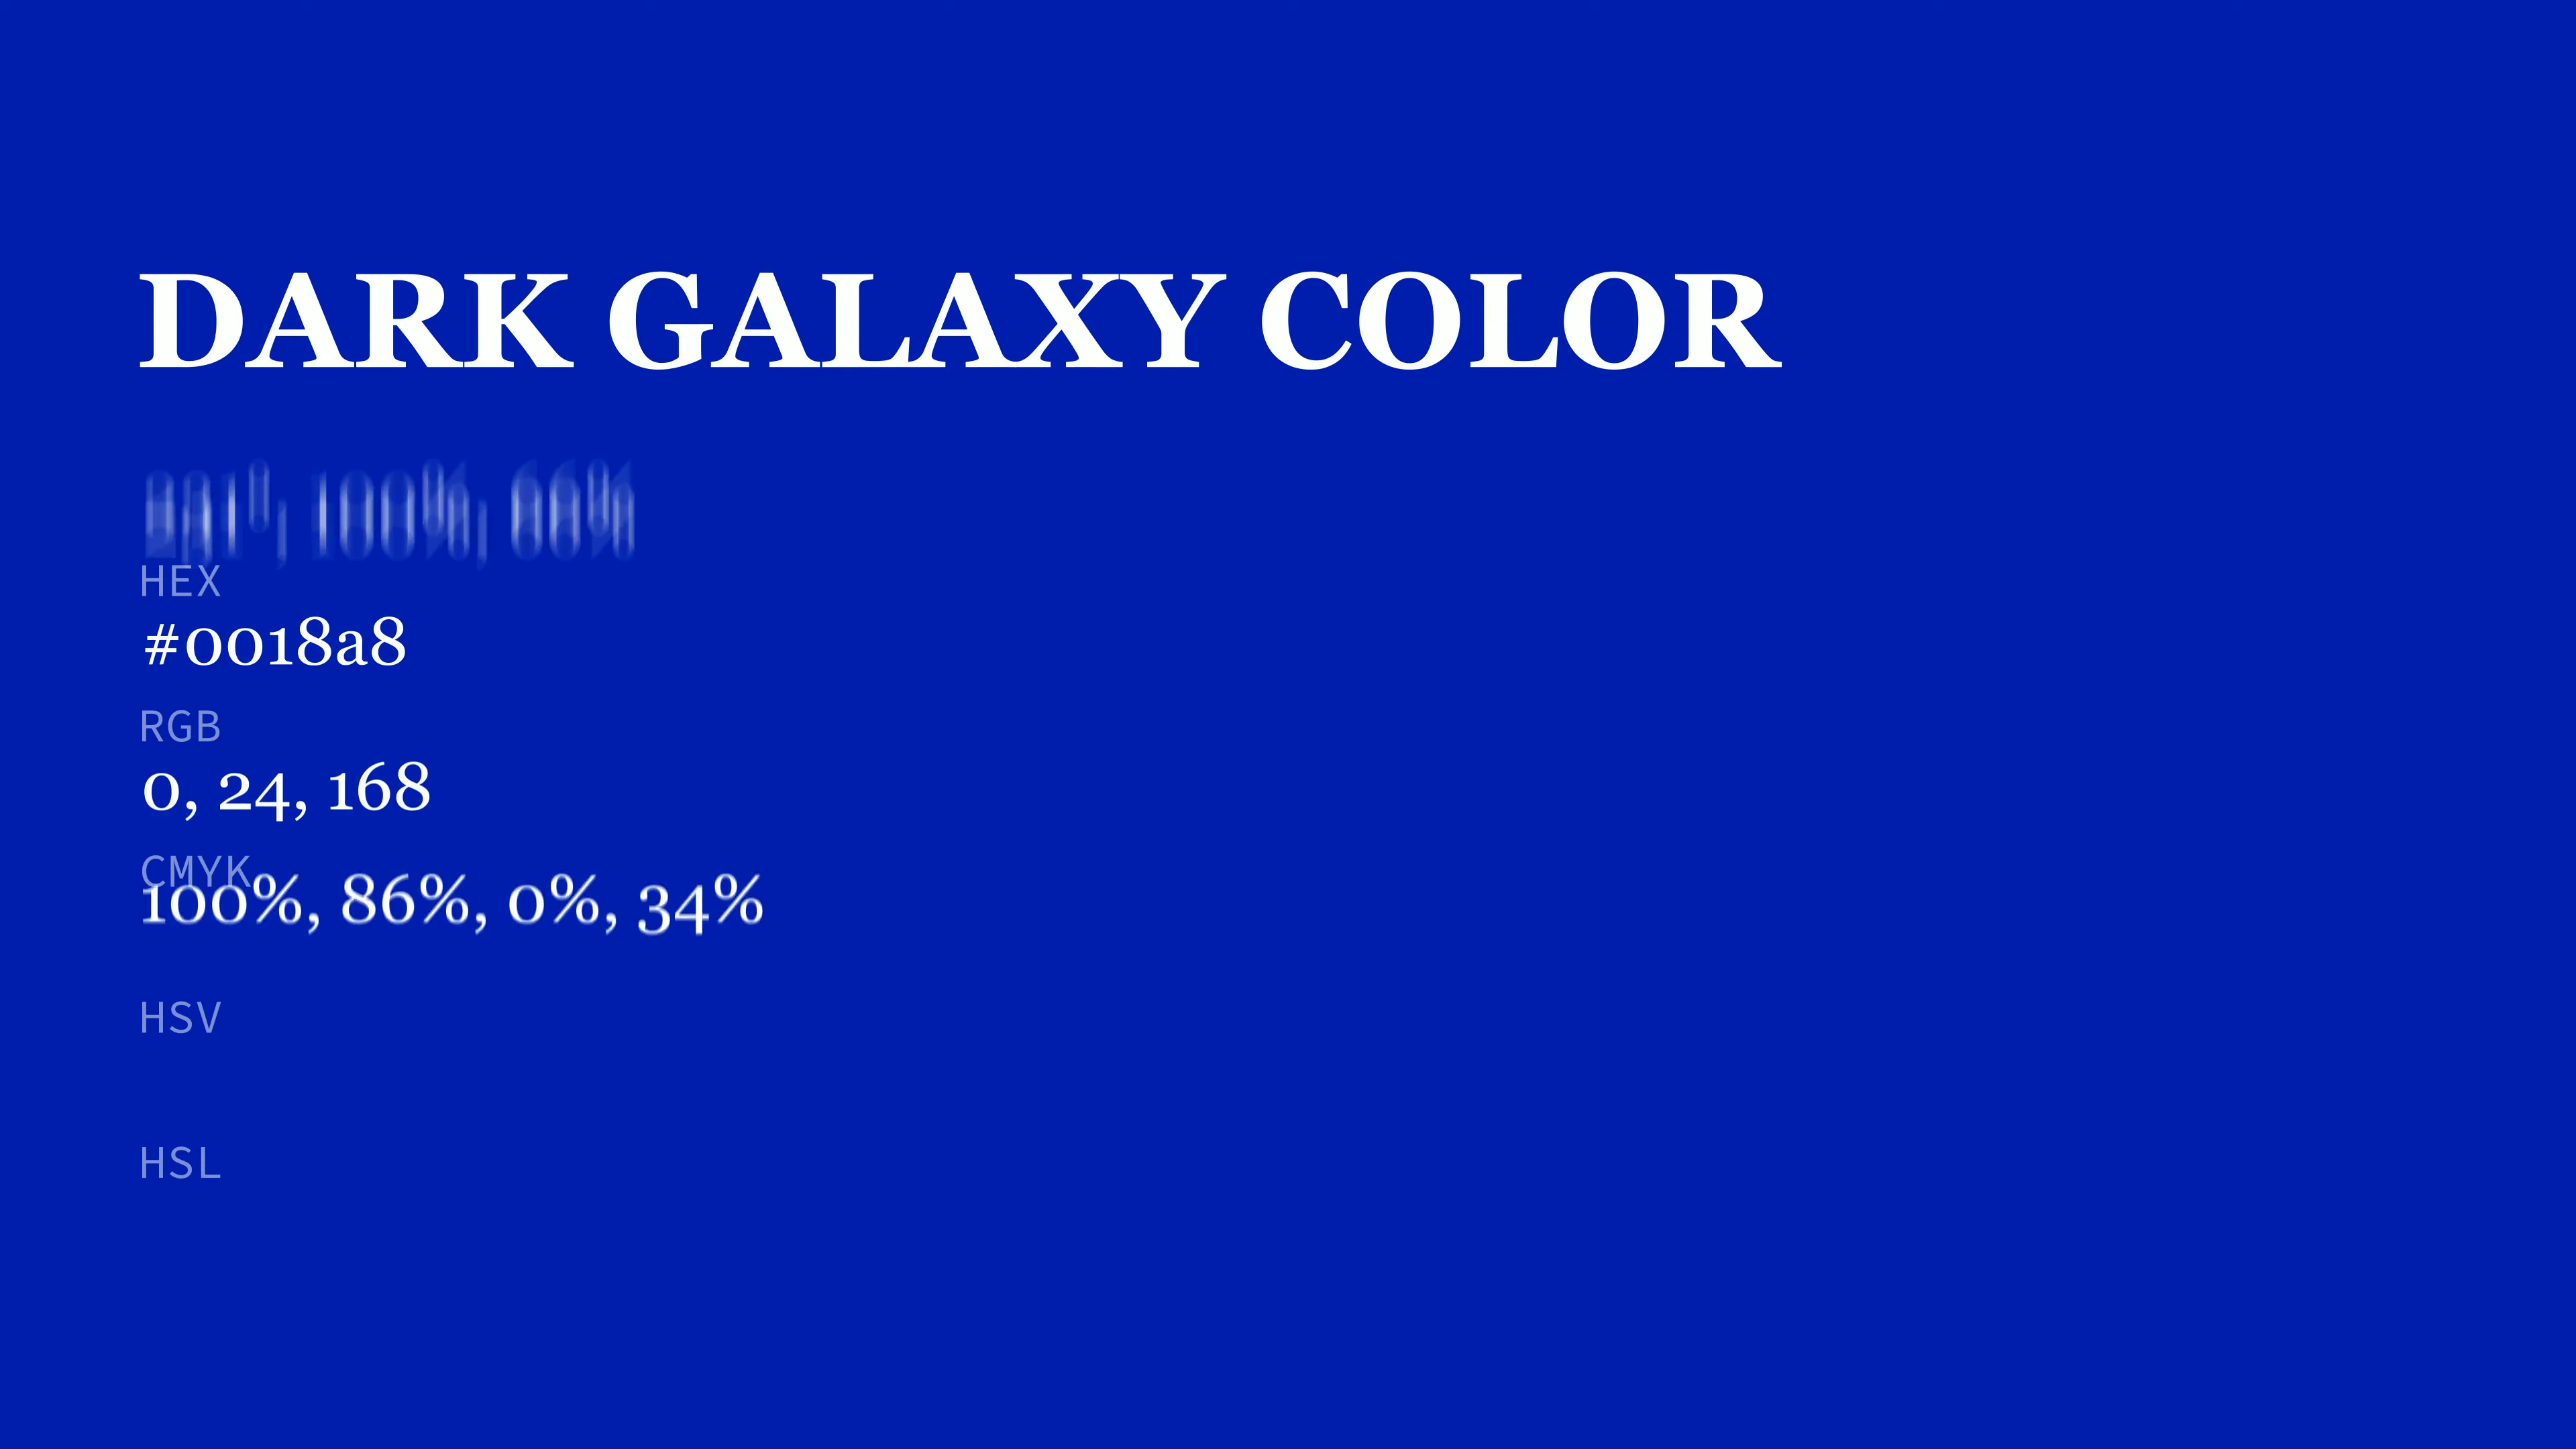 DARK GALAXY COLOR
HEX
#0018a8
RGB
0, 24, 168
CMYK
100%, 86%, 0%, 34%
HSV
HSL